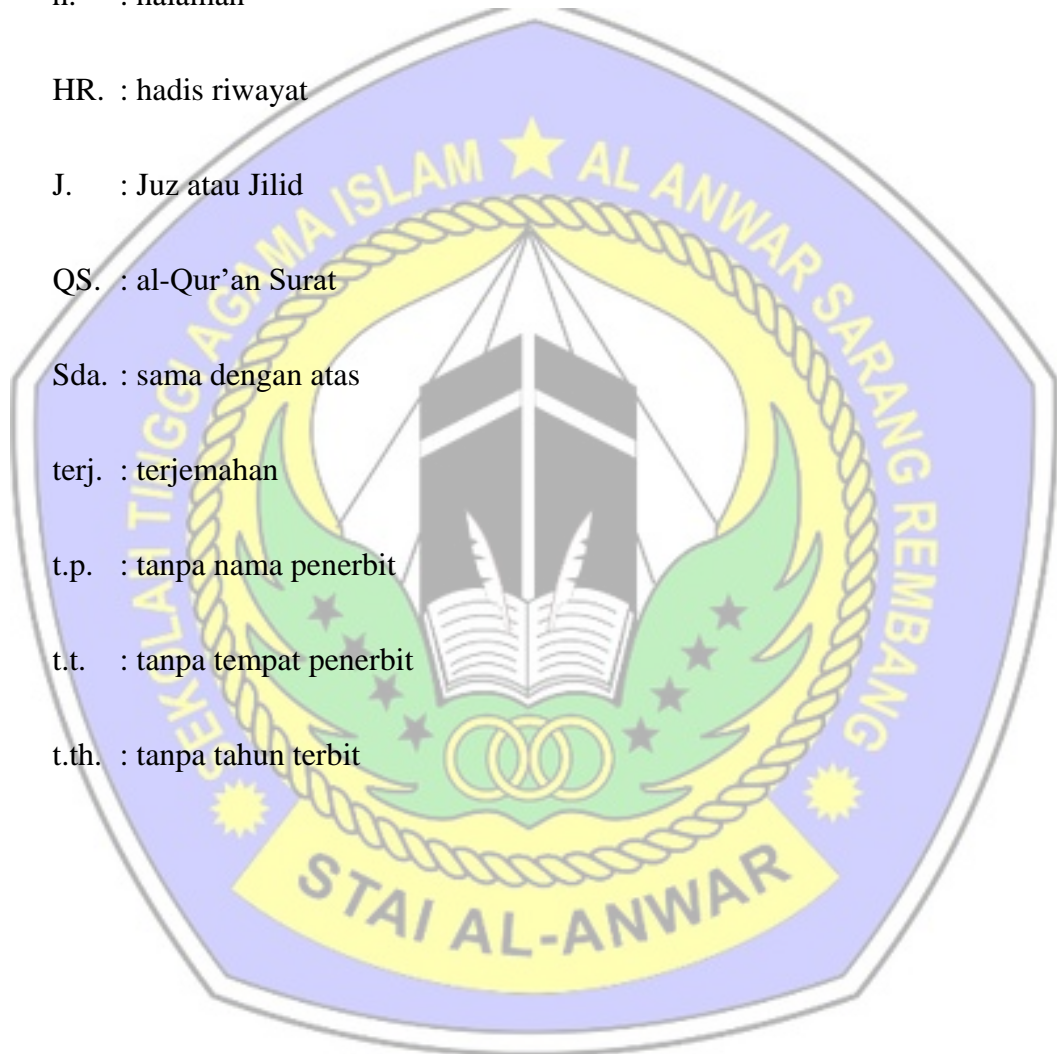 h. : halaman
HR. : hadis riwayat
J. : Juz atau Jilid
QS. : al-Qur’an Surat
Sda. : sama dengan atas
terj. : terjemahan
t.p. : tanpa nama penerbit
t.t. : tanpa tempat penerbit
t.th. : tanpa tahun terbit
SEKOLAH TINGGI AGAMA ISLAM AL ANWAR SARANG REMBANG
STAI AL-ANWAR